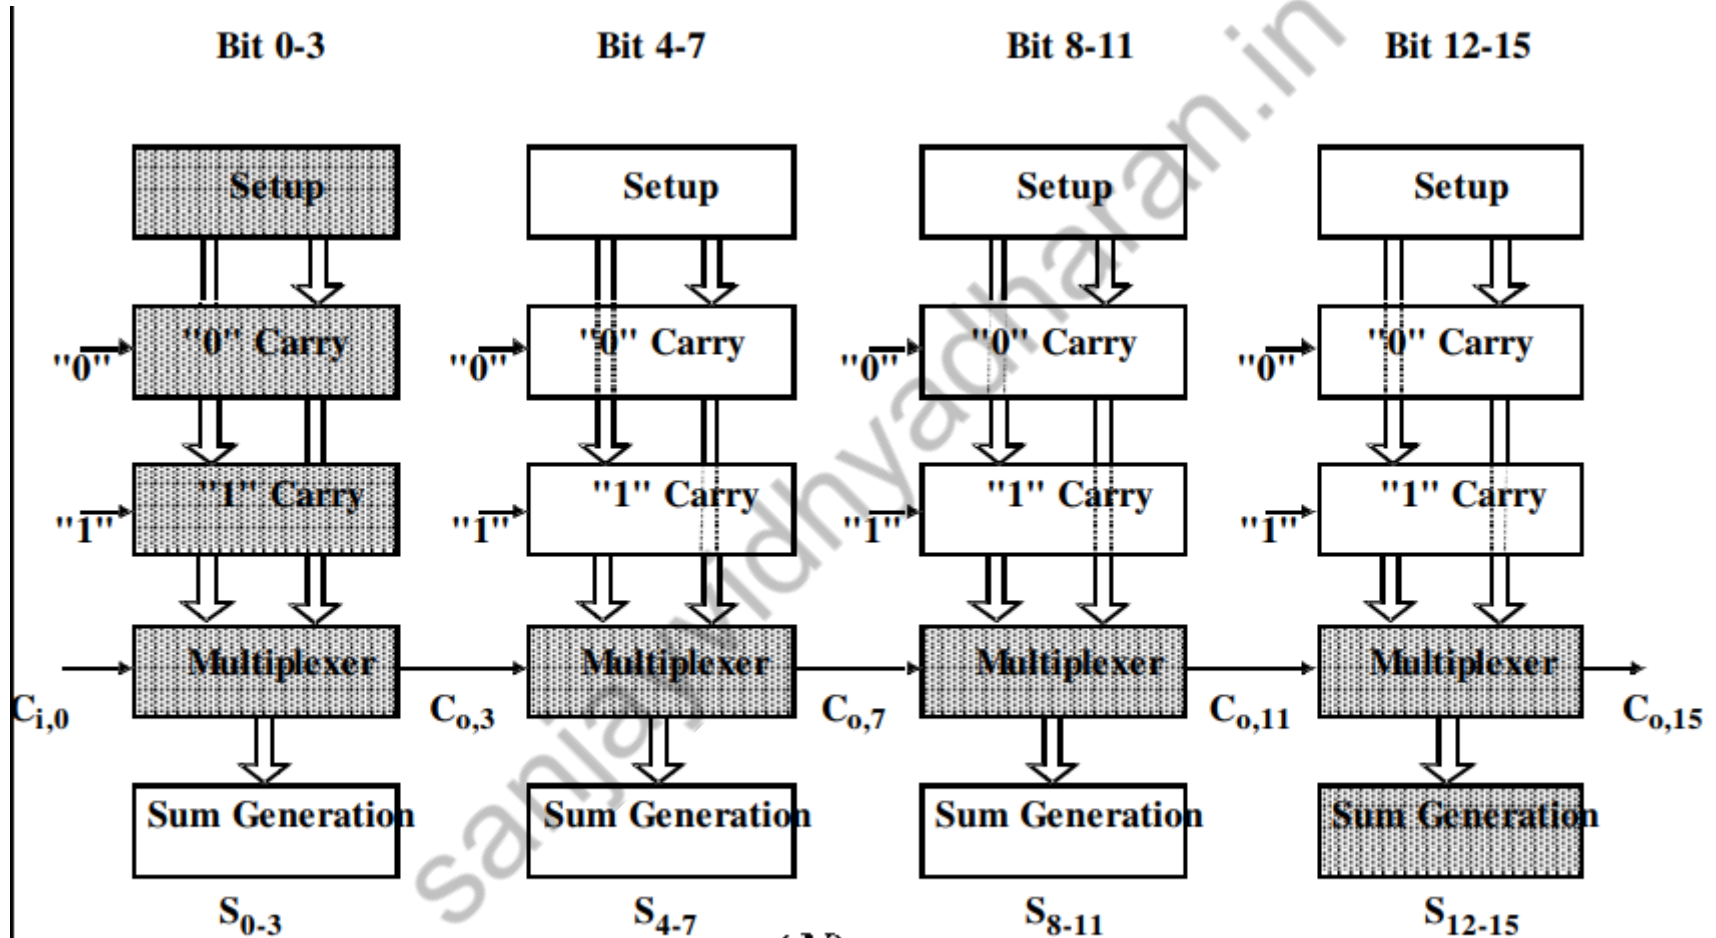 Bit 0-3 Bit 4-7 Bit 8-11 Bit 12-15
Setup Setup Setup Setup
"0" "0" Carry "0" "0" Carry "0" "0" Carry "0" "0" Carry
"1" "1" Carry "1" "1" Carry "1" "1" Carry "1" "1" Carry
Multiplexer Multiplexer Multiplexer Multiplexer
Ci,0 Co,3 Co,7 Co,11 Co,15
Sum Generation Sum Generation Sum Generation Sum Generation
S0-3 S4-7 S8-11 S12-15
sanjayvidhyadharan.in